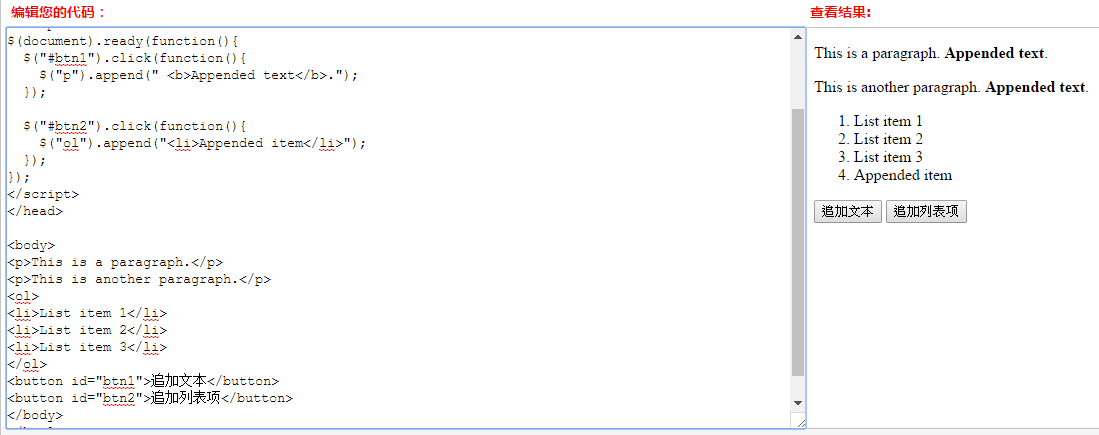 编辑您的代码：
查看结果:
$(document).ready(function(){
  $("#btn1").click(function(){
    $("p").append(" <b>Appended text</b>.");
  });

  $("#btn2").click(function(){
    $("ol").append("<li>Appended item</li>");
  });
});
</script>
</head>

<body>
<p>This is a paragraph.</p>
<p>This is another paragraph.</p>
<ol>
<li>List item 1</li>
<li>List item 2</li>
<li>List item 3</li>
</ol>
<button id="btn1">追加文本</button>
<button id="btn2">追加列表项</button>
</body>
This is a paragraph. Appended text.
This is another paragraph. Appended text.
1. List item 1
2. List item 2
3. List item 3
4. Appended item
追加文本 追加列表项